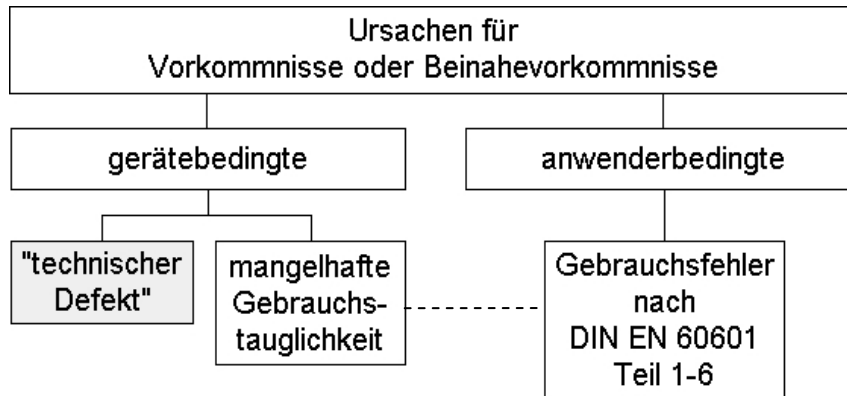 Ursachen für
Vorkommnisse oder Beinahevorkommnisse
gerätebedingte
anwenderbedingte
"technischer
Defekt"
mangelhafte
Gebrauchs-
tauglichkeit
Gebrauchsfehler
nach
DIN EN 60601
Teil 1-6